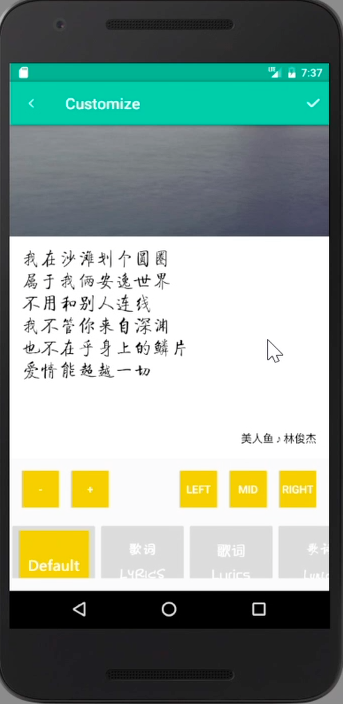 LTE 7:37
Customize
我在沙滩划个圆圈
属于我俩安逸世界
不用和别人连线
我不管你来自深渊
也不在乎身上的鳞片
爱情能超越一切
美人鱼♪林俊杰
- + LEFT MID RIGHT
Default
歌词
LYRiCS
歌词
Lyrics